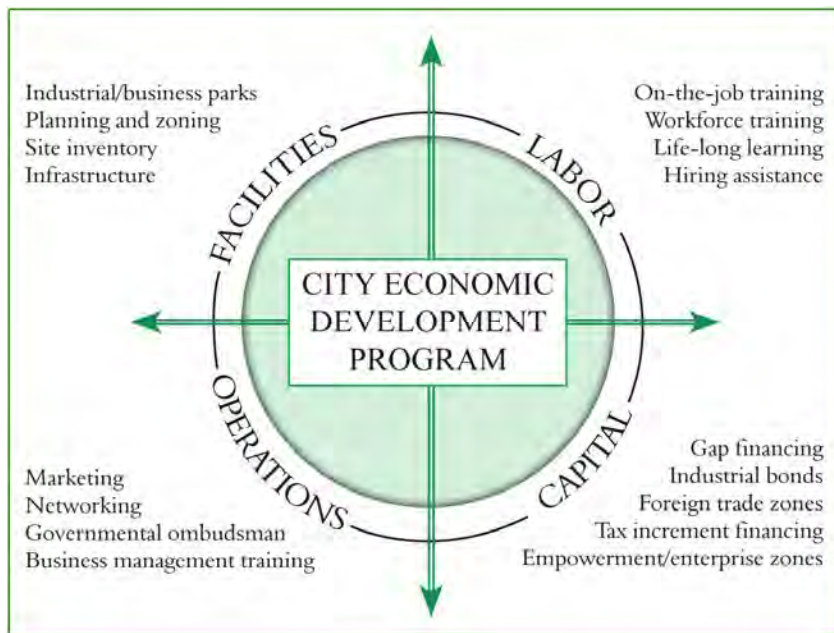 Industrial/business parks
Planning and zoning
Site inventory
Infrastructure
On-the-job training
Workforce training
Life-long learning
Hiring assistance
FACILITIES
LABOR
CITY ECONOMIC
DEVELOPMENT
PROGRAM
OPERATIONS
CAPITAL
Marketing
Networking
Governmental ombudsman
Business management training
Gap financing
Industrial bonds
Foreign trade zones
Tax increment financing
Empowerment/enterprise zones